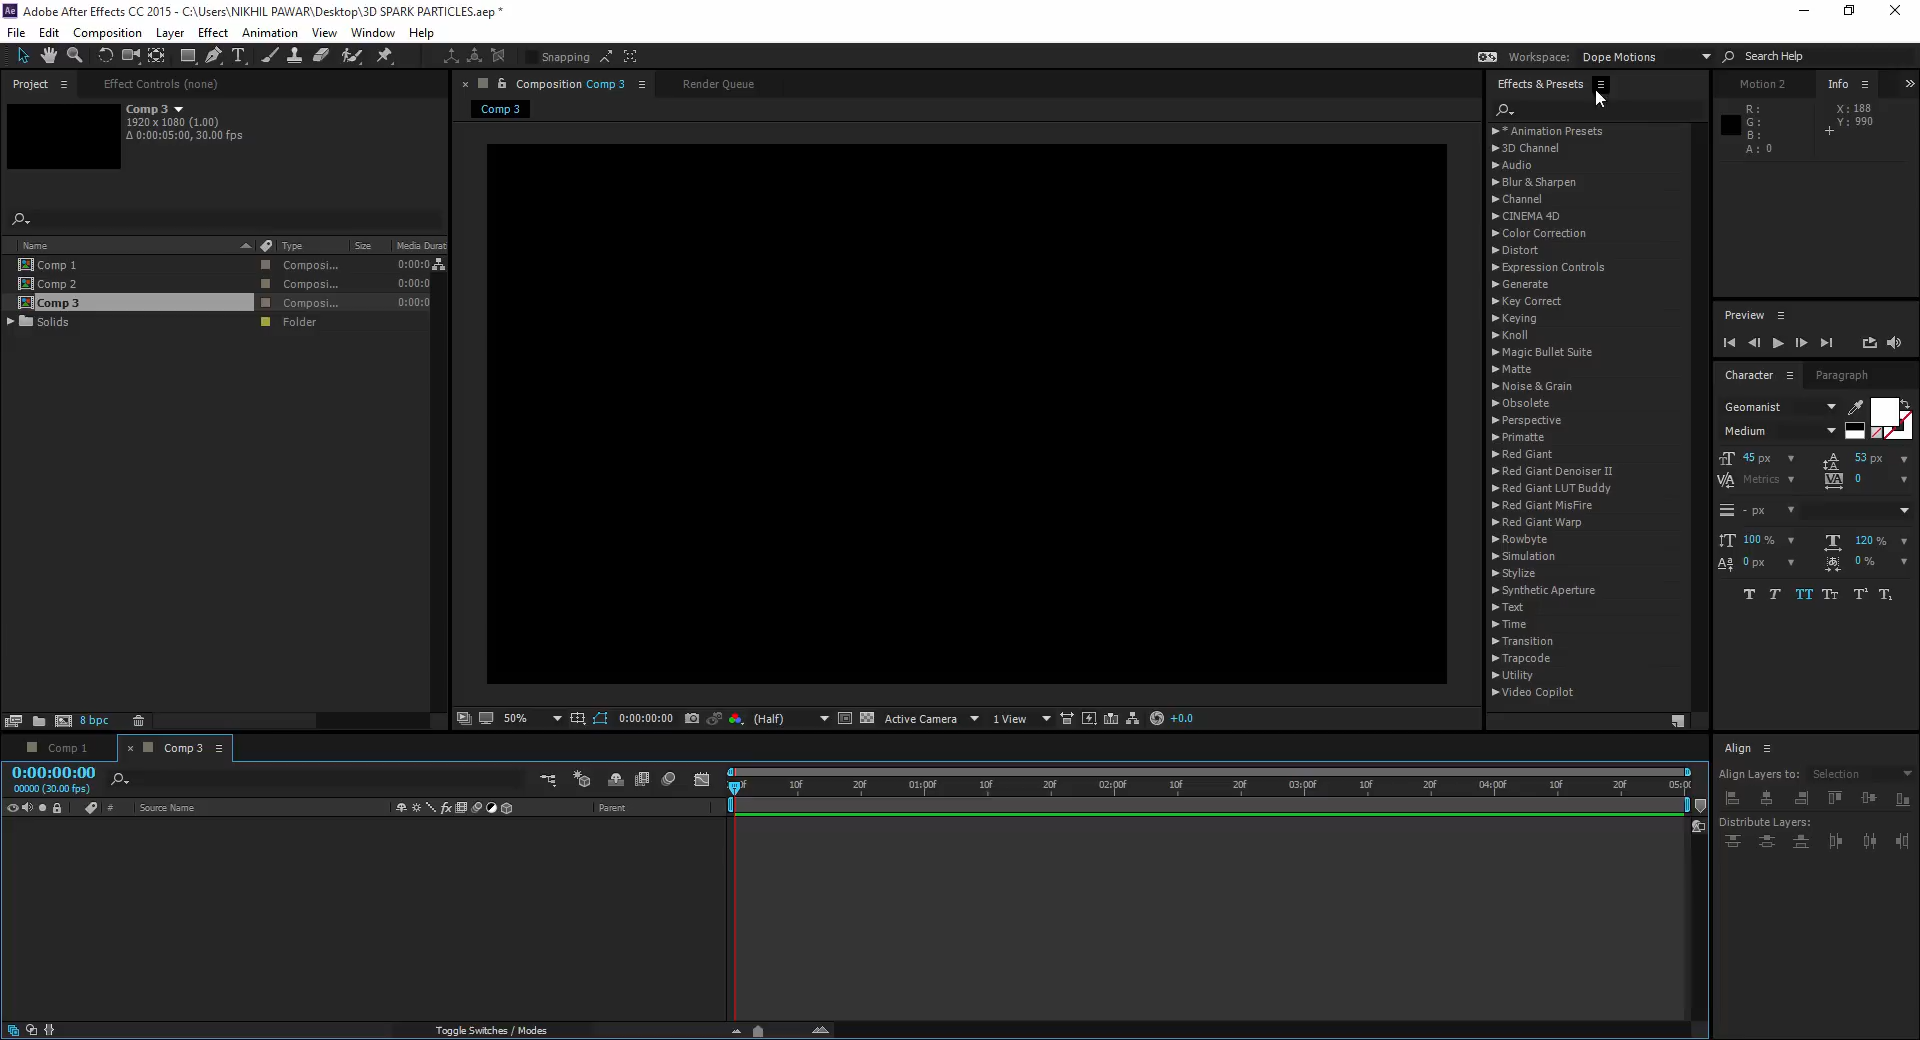 Adobe After Effects CC 2015 - C:\Users\NIKHIL PAWAR\Desktop\3D SPARK PARTICLES.aep *
File Edit Composition Layer Effect Animation View Window Help
Snapping
Workspace: Dope Motions
Search Help
Project
Effect Controls (none)
Comp 3
1920 x 1080 (1.00)
Δ 0:00:05:00, 30.00 fps
Name Type Size Media Durat
Comp 1 Composi... 0:00:0
Comp 2 Composi... 0:00:0
Comp 3 Composi... 0:00:0
Solids Folder
8 bpc
Composition Comp 3
Render Queue
Comp 3
50% 0:00:00:00 (Half) Active Camera 1 View +0.0
Effects & Presets
* Animation Presets
3D Channel
Audio
Blur & Sharpen
Channel
CINEMA 4D
Color Correction
Distort
Expression Controls
Generate
Key Correct
Keying
Knoll
Magic Bullet Suite
Matte
Noise & Grain
Obsolete
Perspective
Primatte
Red Giant
Red Giant Denoiser II
Red Giant LUT Buddy
Red Giant MisFire
Red Giant Warp
Rowbyte
Simulation
Stylize
Synthetic Aperture
Text
Time
Transition
Trapcode
Utility
Video Copilot
Motion 2 Info
R: X: 188
G: Y: 990
B:
A: 0
Preview
Character Paragraph
Geomanist
Medium
45 px 53 px
Metrics 0
- px
100 % 120 %
0 px 0 %
Comp 1 Comp 3
0:00:00:00
00000 (30.00 fps)
# Source Name Parent
10f 20f 01:00f 10f 20f 02:00f 10f 20f 03:00f 10f 20f 04:00f 10f 20f 05:00
Toggle Switches / Modes
Align
Align Layers to: Selection
Distribute Layers: